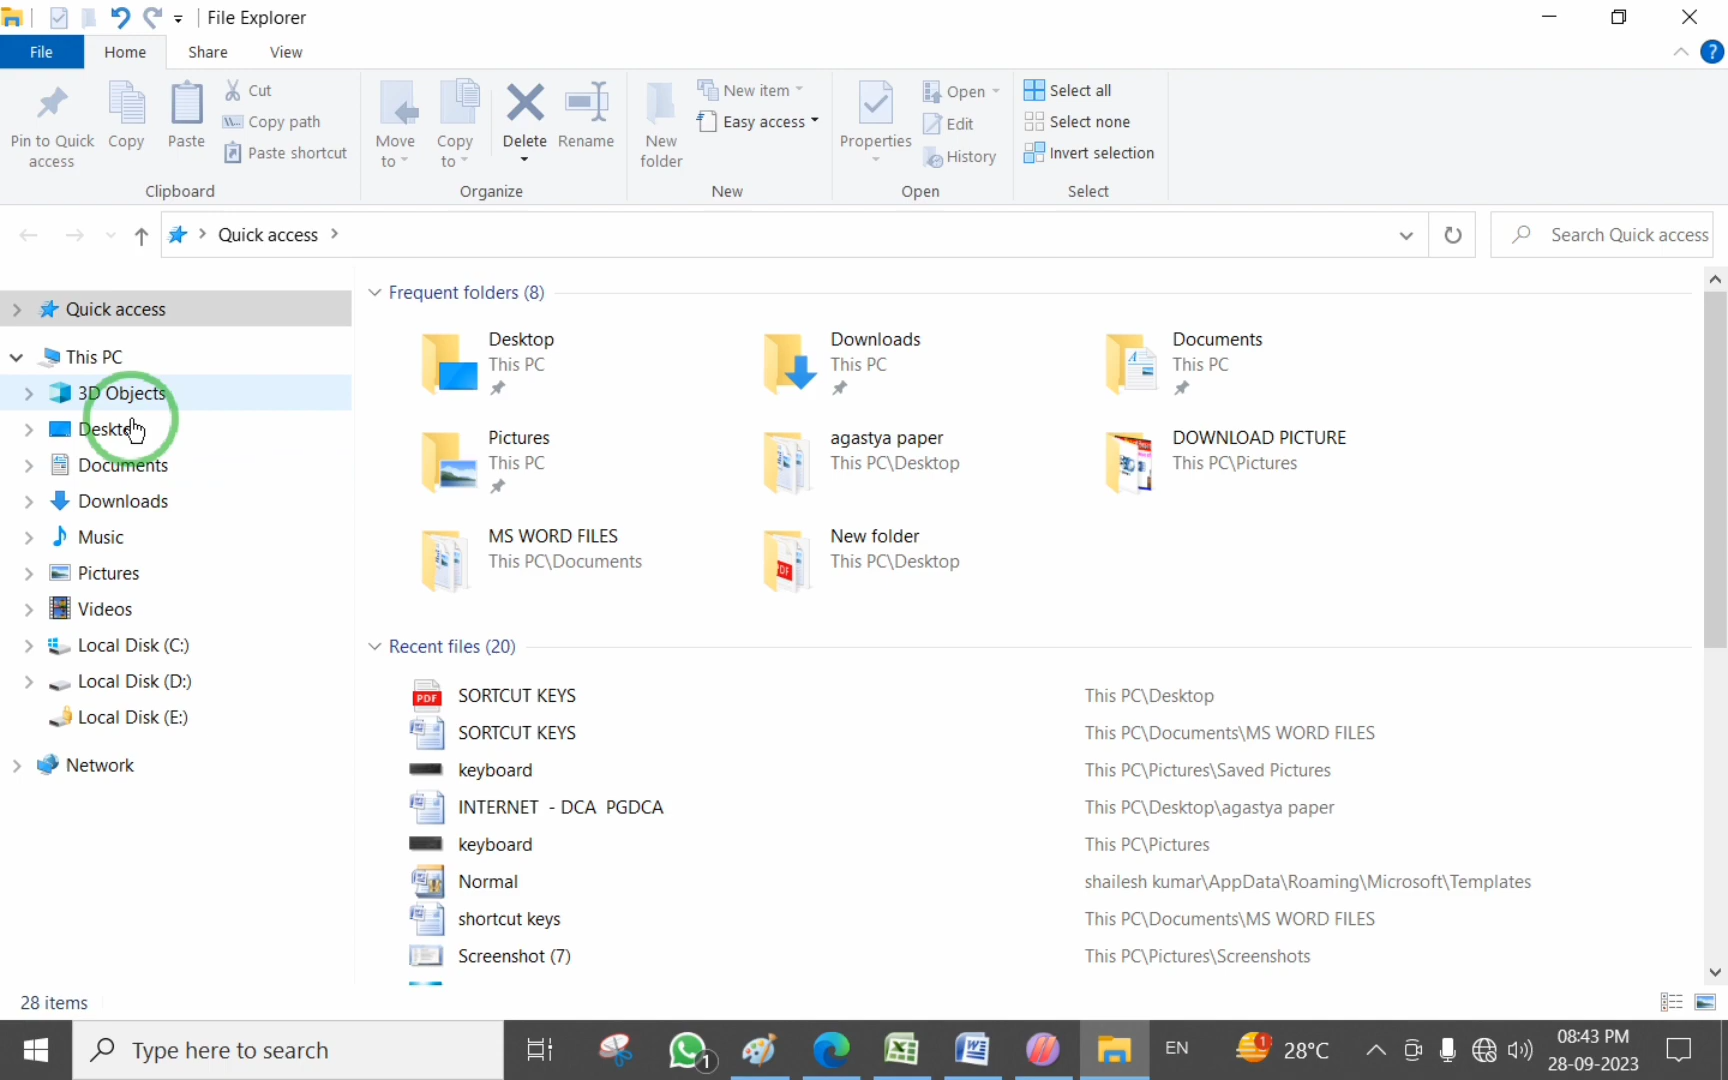 File Explorer
File Home Share View
Pin to Quick access
Copy
Paste
Cut
Copy path
Paste shortcut
Clipboard
Move to
Copy to
Delete
Rename
Organize
New folder
New item
Easy access
New
Properties
Open
Edit
History
Open
Select all
Select none
Invert selection
Select
Quick access
Search Quick access
Quick access
This PC
3D Objects
Documents
Downloads
Music
Pictures
Videos
Local Disk (C:)
Local Disk (D:)
Local Disk (E:)
Network
Frequent folders (8)
Desktop
This PC
Downloads
This PC
Documents
This PC
Pictures
This PC
agastya paper
This PC\Desktop
DOWNLOAD PICTURE
This PC\Pictures
MS WORD FILES
This PC\Documents
New folder
This PC\Desktop
Recent files (20)
SORTCUT KEYS This PC\Desktop
SORTCUT KEYS This PC\Documents\MS WORD FILES
keyboard This PC\Pictures\Saved Pictures
INTERNET - DCA PGDCA This PC\Desktop\agastya paper
keyboard This PC\Pictures
Normal shailesh kumar\AppData\Roaming\Microsoft\Templates
shortcut keys This PC\Documents\MS WORD FILES
Screenshot (7) This PC\Pictures\Screenshots
28 items
Type here to search
1
EN
1
28°C
08:43 PM
28-09-2023